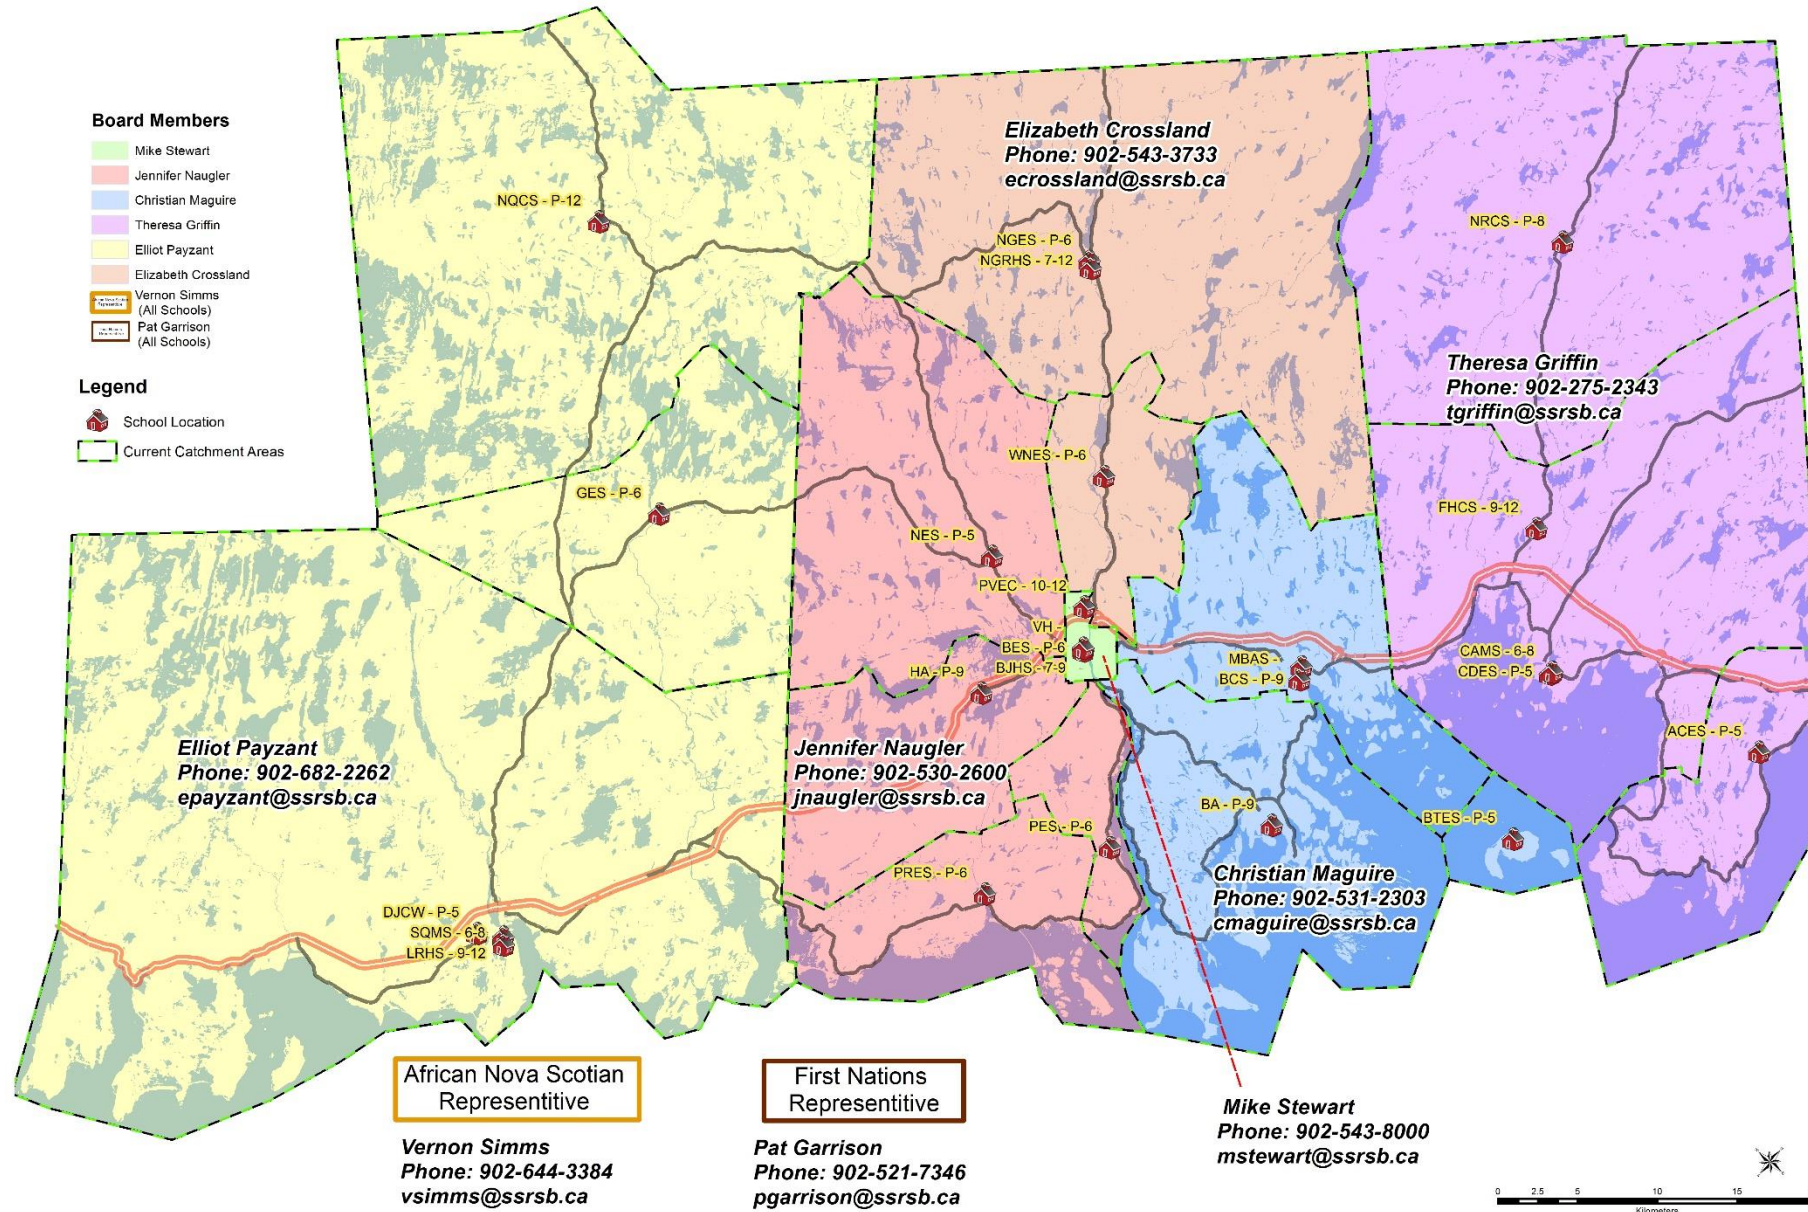 Board Members
Mike Stewart
Jennifer Naugler
Christian Maguire
Theresa Griffin
Elliot Payzant
Elizabeth Crossland
Vernon Simms
(All Schools)
Pat Garrison
(All Schools)
Legend
School Location
Current Catchment Areas
Elizabeth Crossland
Phone: 902-543-3733
ecrossland@ssrsb.ca
NQCS - P-12
NGES - P-6
NGRHS - 7-12
NRCS - P-8
Theresa Griffin
Phone: 902-275-2343
tgriffin@ssrsb.ca
WNES - P-6
GES - P-6
FHCS - 9-12
NES - P-5
PVEC - 10-12
VH -
BES - P-6
BJHS - 7-9
HA - P-9
MBAS -
BCS - P-9
CAMS - 6-8
CDES - P-5
ACES - P-5
Elliot Payzant
Phone: 902-682-2262
epayzant@ssrsb.ca
Jennifer Naugler
Phone: 902-530-2600
jnaugler@ssrsb.ca
BA - P-9
BTES - P-5
PES - P-6
PRES - P-6
Christian Maguire
Phone: 902-531-2303
cmaguire@ssrsb.ca
DJCW - P-5
SQMS - 6-8
LRHS - 9-12
African Nova Scotian
Representitive
First Nations
Representitive
Vernon Simms
Phone: 902-644-3384
vsimms@ssrsb.ca
Pat Garrison
Phone: 902-521-7346
pgarrison@ssrsb.ca
Mike Stewart
Phone: 902-543-8000
mstewart@ssrsb.ca
0 2.5 5 10 15
Kilometers